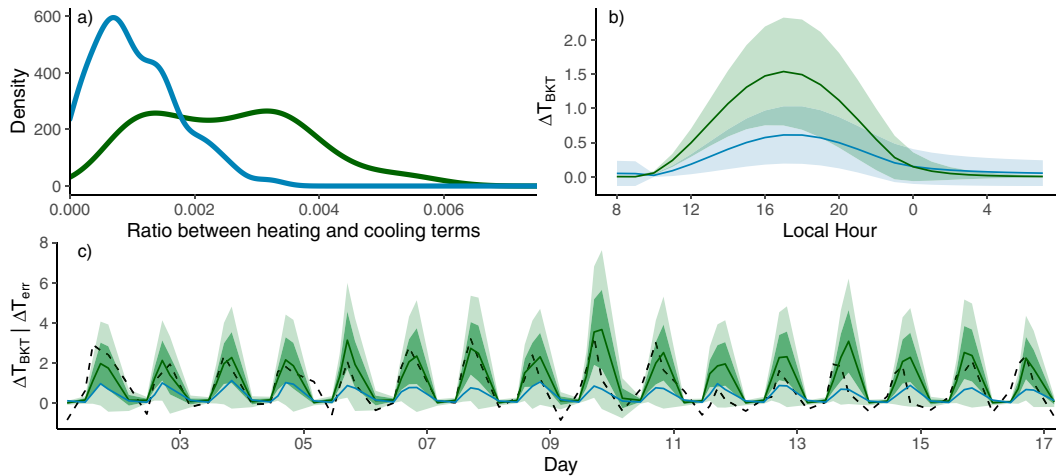 a)
Density
600
400
200
0
0.000 0.002 0.004 0.006
Ratio between heating and cooling terms
b)
ΔT_BKT
2.0
1.5
1.0
0.5
0.0
8 12 16 20 0 4
Local Hour
c)
ΔT_BKT | ΔT_err
8
6
4
2
0
03 05 07 09 11 13 15 17
Day